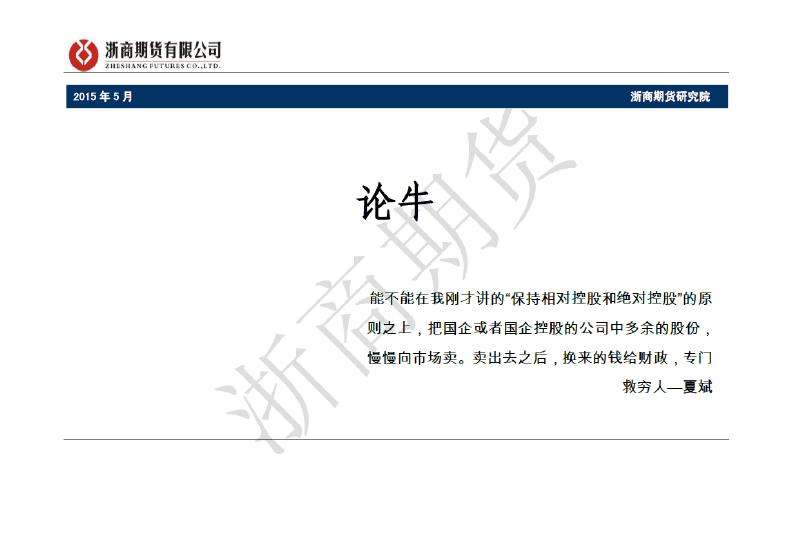 浙商期货有限公司
ZHESHANG FUTURES CO.,LTD.
2015 年 5 月 浙商期货研究院
论牛
能不能在我刚才讲的“保持相对控股和绝对控股”的原
则之上，把国企或者国企控股的公司中多余的股份，
慢慢向市场卖。卖出去之后，换来的钱给财政，专门
救穷人—夏斌
浙商期货